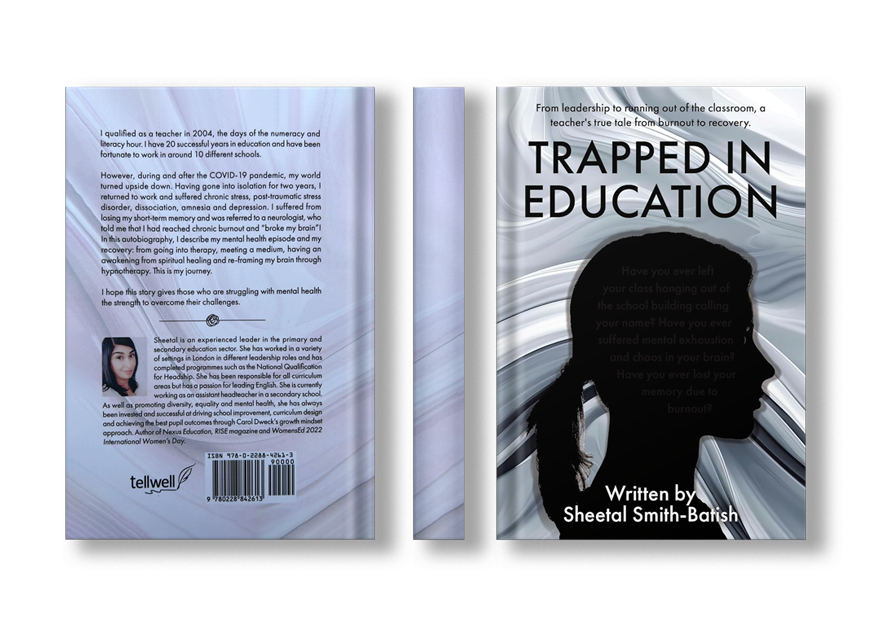 I qualified as a teacher in 2004, the days of the numeracy and
literacy hour. I have 20 successful years in education and have been
fortunate to work in around 10 different schools.
However, during and after the COVID-19 pandemic, my world
turned upside down. Having gone into isolation for two years, I
returned to work and suffered chronic stress, post-traumatic stress
disorder, dissociation, amnesia and depression. I suffered from
losing my short-term memory and was referred to a neurologist, who
told me that I had reached chronic burnout and “broke my brain”!
In this autobiography, I describe my mental health episode and my
recovery: from going into therapy, meeting a medium, having an
awakening from spiritual healing and re-framing my brain through
hypnotherapy. This is my journey.
I hope this story gives those who are struggling with mental health
the strength to overcome their challenges.
Sheetal is an experienced leader in the primary and
secondary education sector. She has worked in a variety
of settings in London in different leadership roles and has
completed programmes such as the National Qualification
for Headship. She has been responsible for all curriculum
areas but has a passion for leading English. She is currently
working as an assistant headteacher in a secondary school.
As well as promoting diversity, equality and mental health, she has always
been invested and successful at driving school improvement, curriculum design
and achieving the best pupil outcomes through Carol Dweck's growth mindset
approach. Author of Nexus Education, RISE magazine and WomensEd 2022
International Women's Day.
tellwell
ISBN 978-0-2288-4261-3
90000
9 780228 842613
From leadership to running out of the classroom, a
teacher's true tale from burnout to recovery.
TRAPPED IN
EDUCATION
Have you ever left
your class hanging out of
the school building calling
your name? Have you ever
suffered mental exhaustion
and chaos in your brain?
Have you ever lost your
memory due to
burnout?
Written by
Sheetal Smith-Batish